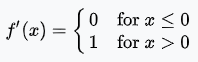 f′(x) = { 0 for x ≤ 0
1 for x > 0